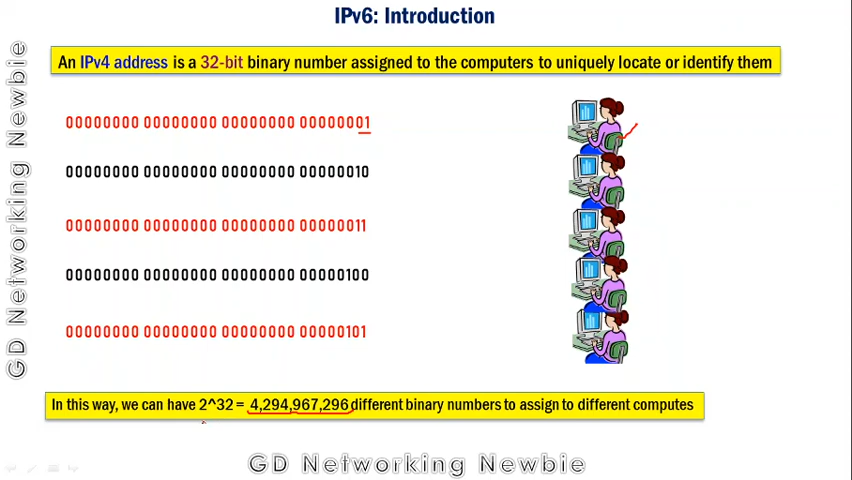 IPv6: Introduction
GD Networking Newbie
An IPv4 address is a 32-bit binary number assigned to the computers to uniquely locate or identify them
00000000 00000000 00000000 00000001
00000000 00000000 00000000 00000010
00000000 00000000 00000000 00000011
00000000 00000000 00000000 00000100
00000000 00000000 00000000 00000101
In this way, we can have 2^32 = 4,294,967,296 different binary numbers to assign to different computes
GD Networking Newbie